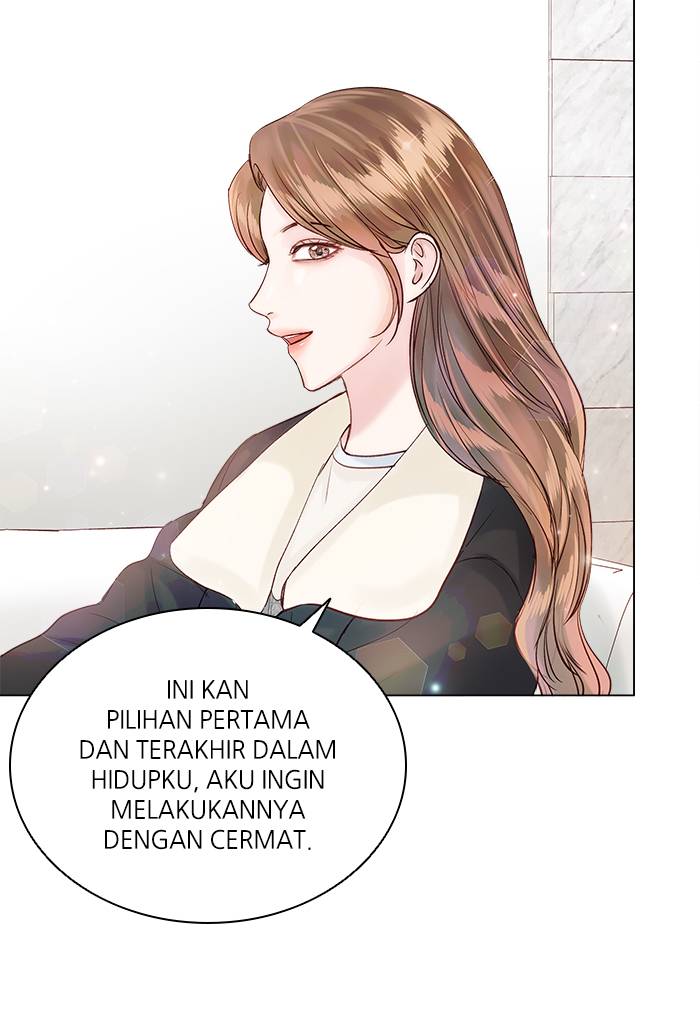 INI KAN
PILIHAN PERTAMA
DAN TERAKHIR DALAM
HIDUPKU, AKU INGIN
MELAKUKANNYA
DENGAN CERMAT.